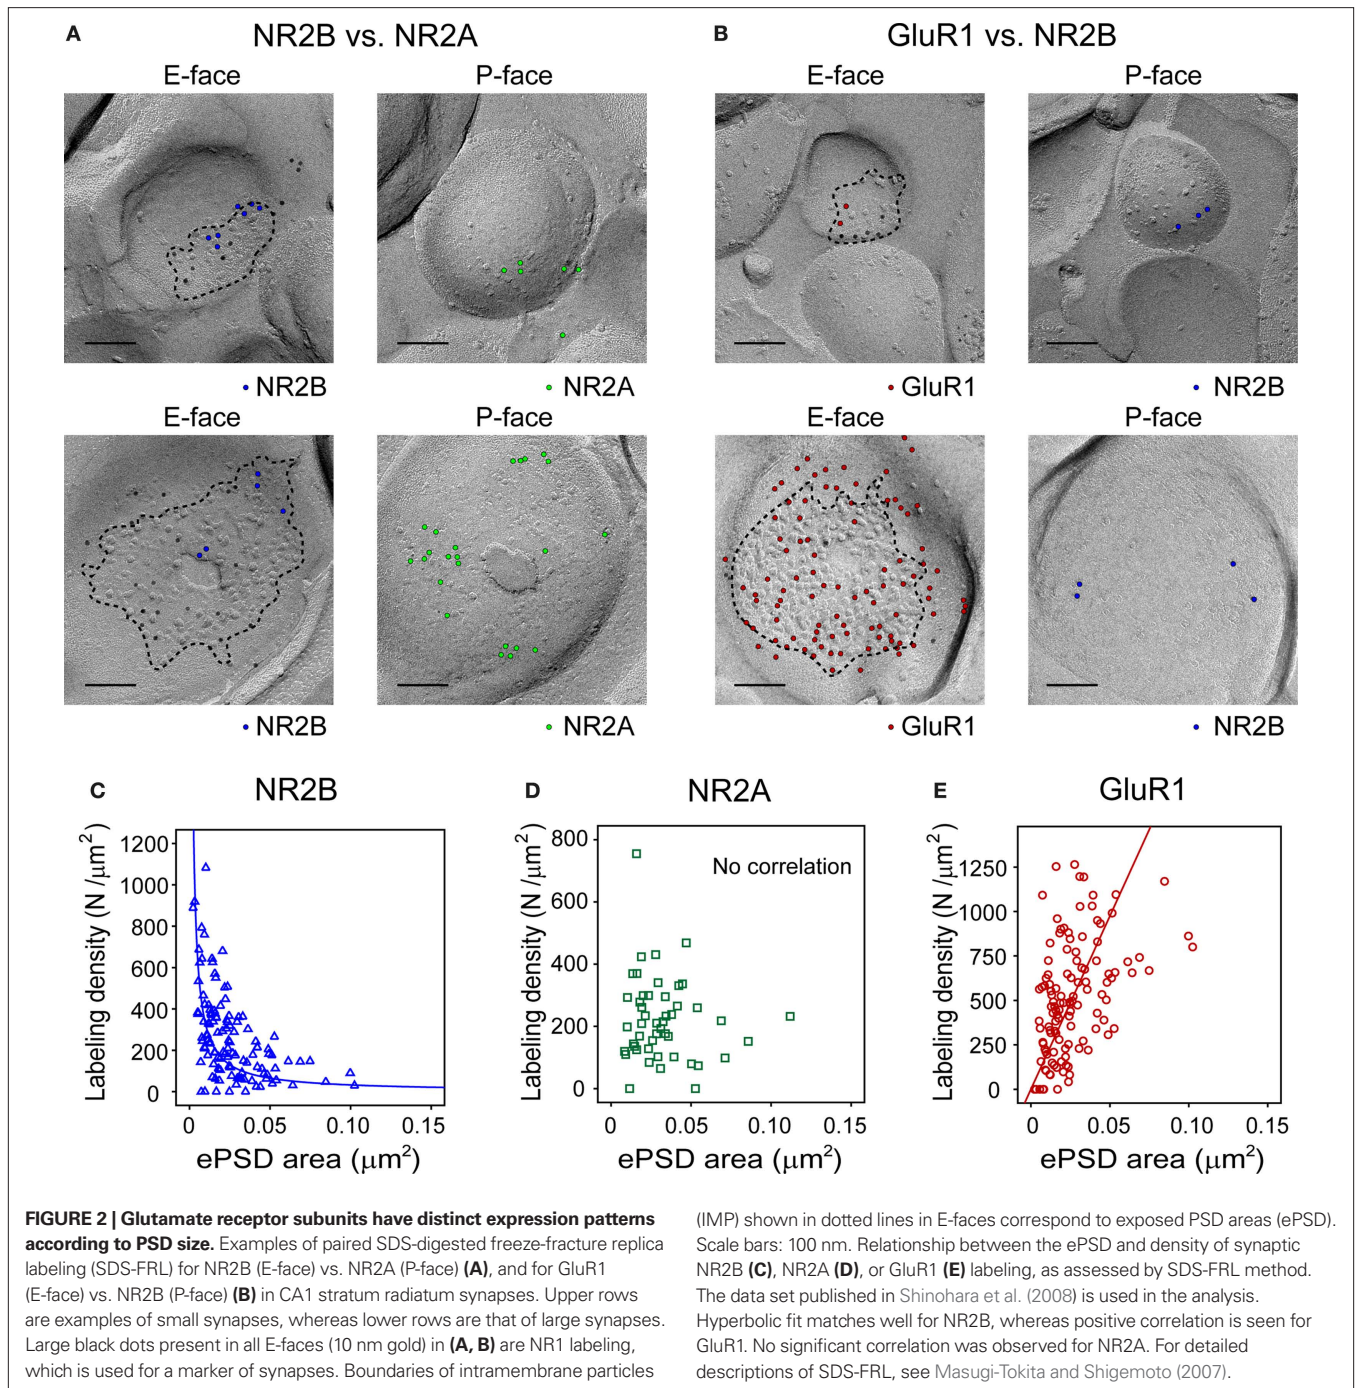 A NR2B vs. NR2A
B GluR1 vs. NR2B
E-face P-face E-face P-face
NR2B NR2A GluR1 NR2B
E-face P-face E-face P-face
NR2B NR2A GluR1 NR2B
C NR2B
Labeling density (N /μm²)
1200
1000
800
600
400
200
0
0 0.05 0.10 0.15
ePSD area (μm²)
D NR2A
No correlation
Labeling density (N /μm²)
800
600
400
200
0
0 0.05 0.10 0.15
ePSD area (μm²)
E GluR1
Labeling density (N /μm²)
1250
1000
750
500
250
0
0 0.05 0.10 0.15
ePSD area (μm²)
FIGURE 2 | Glutamate receptor subunits have distinct expression patterns
according to PSD size. Examples of paired SDS-digested freeze-fracture replica
labeling (SDS-FRL) for NR2B (E-face) vs. NR2A (P-face) (A), and for GluR1
(E-face) vs. NR2B (P-face) (B) in CA1 stratum radiatum synapses. Upper rows
are examples of small synapses, whereas lower rows are that of large synapses.
Large black dots present in all E-faces (10 nm gold) in (A, B) are NR1 labeling,
which is used for a marker of synapses. Boundaries of intramembrane particles
(IMP) shown in dotted lines in E-faces correspond to exposed PSD areas (ePSD).
Scale bars: 100 nm. Relationship between the ePSD and density of synaptic
NR2B (C), NR2A (D), or GluR1 (E) labeling, as assessed by SDS-FRL method.
The data set published in Shinohara et al. (2008) is used in the analysis.
Hyperbolic fit matches well for NR2B, whereas positive correlation is seen for
GluR1. No significant correlation was observed for NR2A. For detailed
descriptions of SDS-FRL, see Masugi-Tokita and Shigemoto (2007).